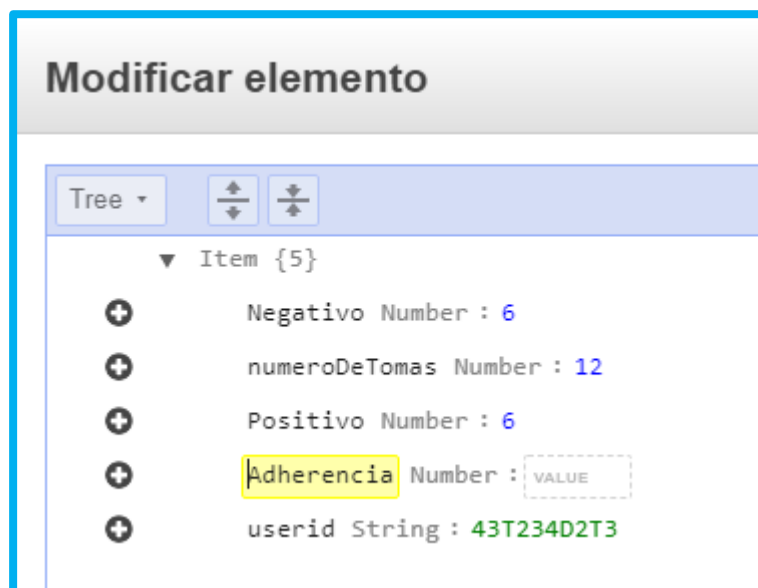 Modificar elemento
Tree
Item {5}
Negativo Number : 6
numeroDeTomas Number : 12
Positivo Number : 6
Adherencia Number : VALUE
userid String : 43T234D2T3